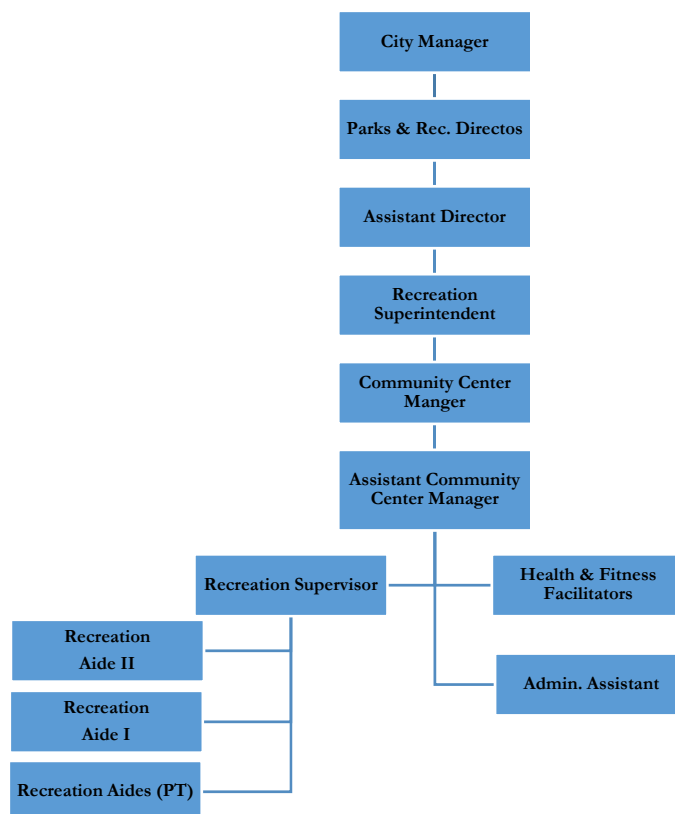 City Manager
Parks & Rec. Directos
Assistant Director
Recreation
Superintendent
Community Center
Manger
Assistant Community
Center Manager
Recreation Supervisor
Health & Fitness
Facilitators
Recreation
Aide II
Admin. Assistant
Recreation
Aide I
Recreation Aides (PT)